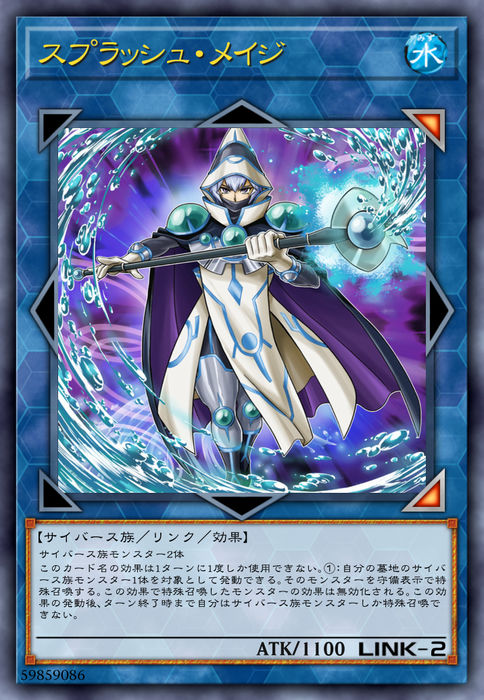 スプラッシュ・メイジ
みず
水
【サイバース族／リンク／効果】
サイバース族モンスター2体
このカード名の効果は1ターンに1度しか使用できない。①：自分の墓地のサイバ
ース族モンスター1体を対象として発動できる。そのモンスターを守備表示で特
殊召喚する。この効果で特殊召喚したモンスターの効果は無効化される。この効
果の発動後、ターン終了時まで自分はサイバース族モンスターしか特殊召喚で
きない。
ATK/1100 LINK-2
59859086